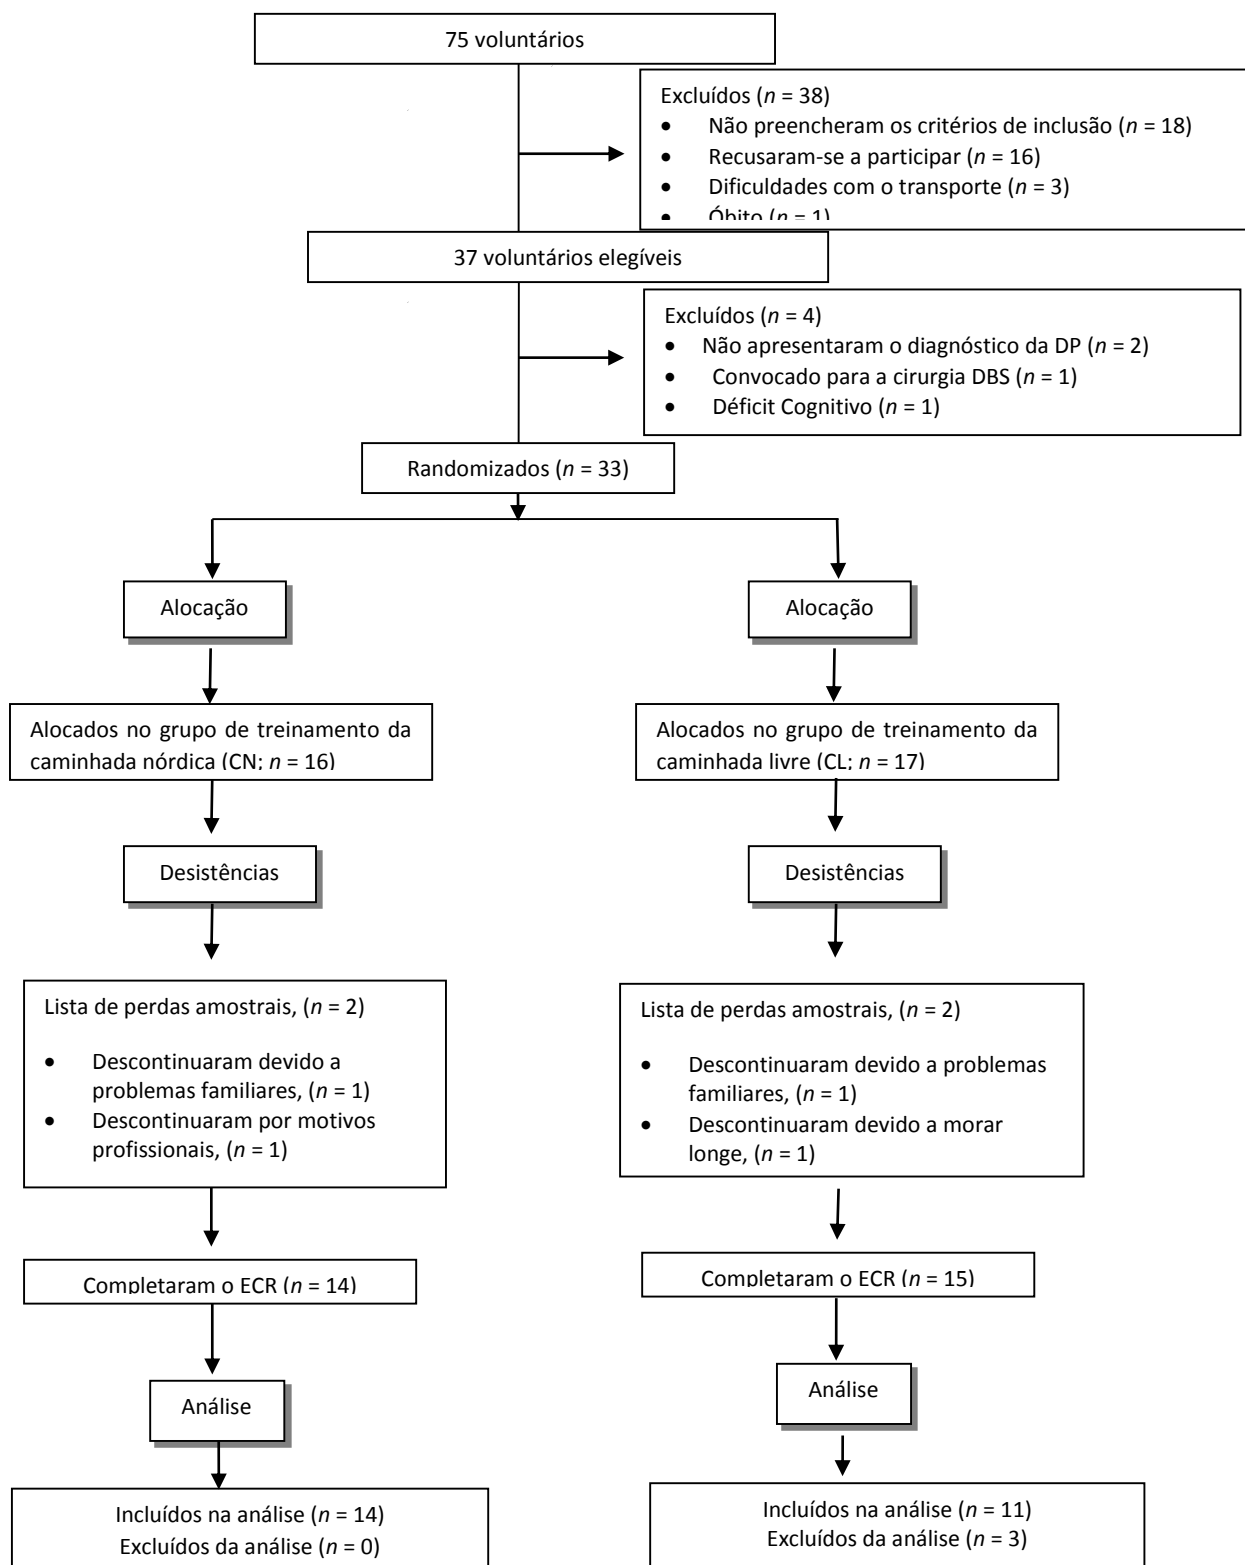 75 voluntários
Excluídos (n = 38)
• Não preencheram os critérios de inclusão (n = 18)
• Recusaram-se a participar (n = 16)
• Dificuldades com o transporte (n = 3)
• Óbito (n = 1)
37 voluntários elegíveis
Excluídos (n = 4)
• Não apresentaram o diagnóstico da DP (n = 2)
• Convocado para a cirurgia DBS (n = 1)
• Déficit Cognitivo (n = 1)
Randomizados (n = 33)
Alocação
Alocados no grupo de treinamento da
caminhada nórdica (CN; n = 16)
Desistências
Lista de perdas amostrais, (n = 2)
• Descontinuaram devido a
problemas familiares, (n = 1)
• Descontinuaram por motivos
profissionais, (n = 1)
Completaram o ECR (n = 14)
Análise
Incluídos na análise (n = 14)
Excluídos da análise (n = 0)
Alocação
Alocados no grupo de treinamento da
caminhada livre (CL; n = 17)
Desistências
Lista de perdas amostrais, (n = 2)
• Descontinuaram devido a problemas
familiares, (n = 1)
• Descontinuaram devido a morar
longe, (n = 1)
Completaram o ECR (n = 15)
Análise
Incluídos na análise (n = 11)
Excluídos da análise (n = 3)